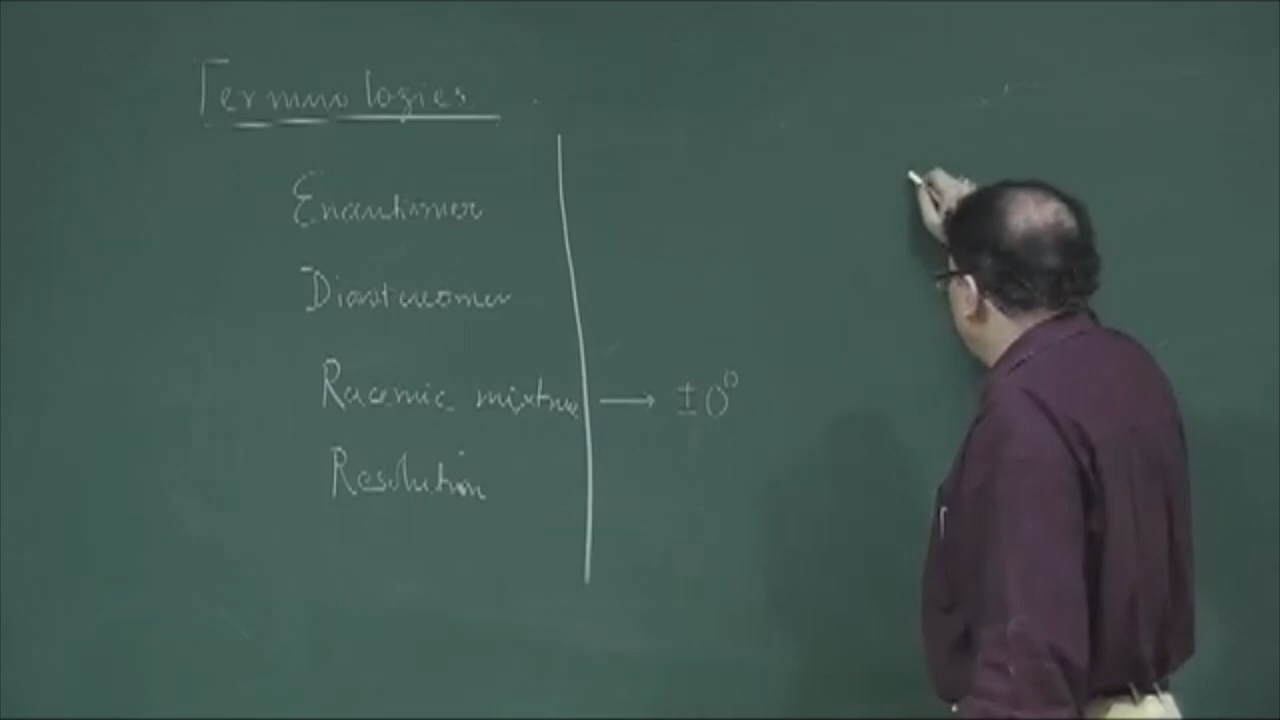 Terminologies
Enantiomer
Diastereomer
Racemic mixture → ± 0°
Resolution